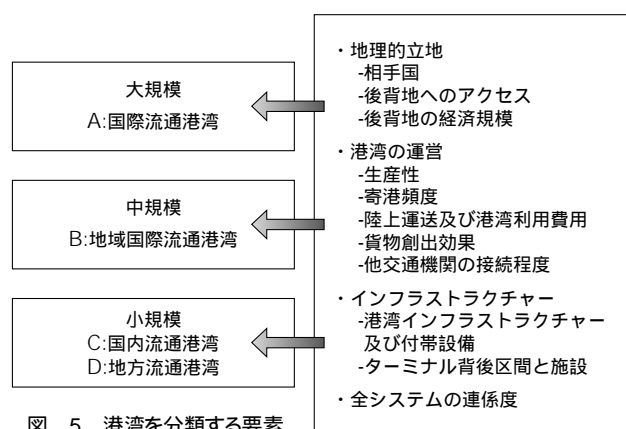 大規模
A:国際流通港湾
中規模
B:地域国際流通港湾
小規模
C:国内流通港湾
D:地方流通港湾
・地理的立地
-相手国
-後背地へのアクセス
-後背地の経済規模
・港湾の運営
-生産性
-寄港頻度
-陸上運送及び港湾利用費用
-貨物創出効果
-他交通機関の接続程度
・インフラストラクチャー
-港湾インフラストラクチャー
及び付帯設備
-ターミナル背後区間と施設
・全システムの連係度
図 5 港湾を分類する要素